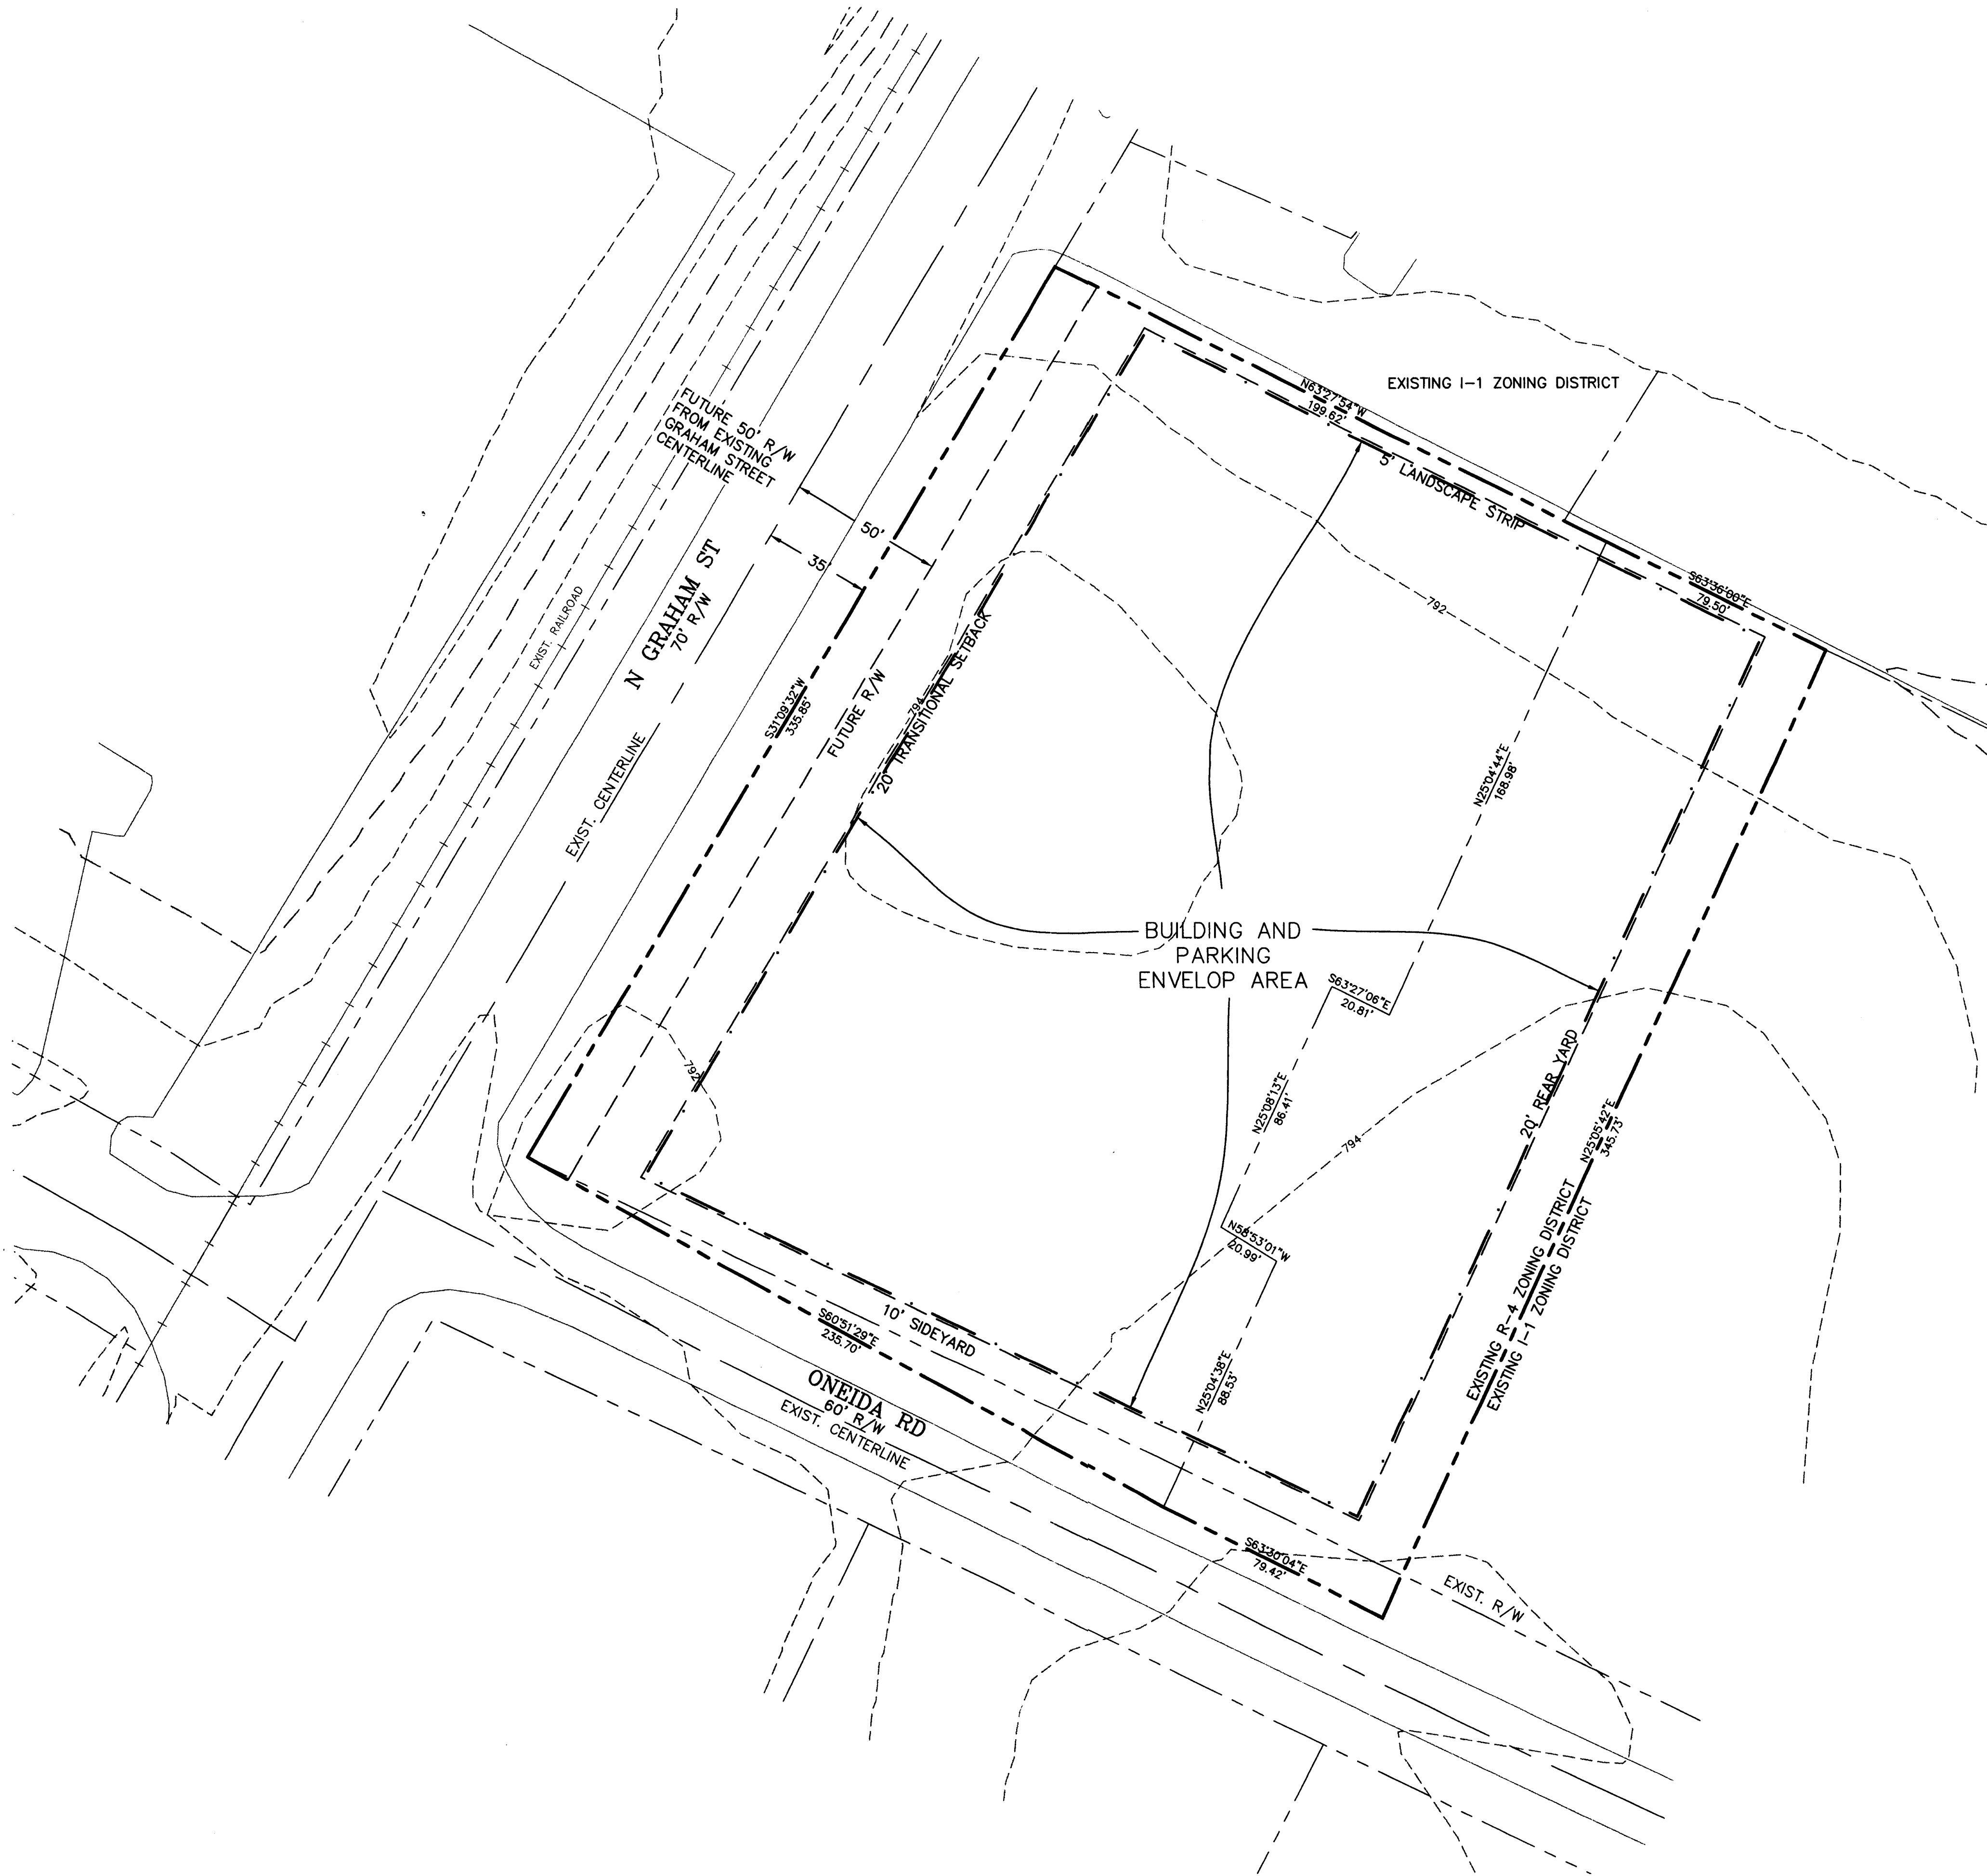 EXISTING I-1 ZONING DISTRICT
N63°27'54"W
199.62'
5' LANDSCAPE STRIP
FUTURE 50' R/W
FROM EXISTING
GRAHAM STREET
CENTERLINE
50'
35'
S63°36'00"E
79.50'
792
EXIST. RAILROAD
N GRAHAM ST
70' R/W
S31°09'32"W
335.85'
FUTURE R/W
794
20' TRANSITIONAL SETBACK
EXIST. CENTERLINE
N25°04'44"E
168.98'
BUILDING AND
PARKING
ENVELOP AREA
S63°27'06"E
20.81'
792
N25°08'13"E
86.41'
794
20' REAR YARD
N25°05'42"E
345.73'
N58°53'01"W
20.99'
EXISTING R-4 ZONING DISTRICT
EXISTING I-1 ZONING DISTRICT
S60°51'29"E
235.70'
10' SIDEYARD
N25°04'38"E
88.53'
ONEIDA RD
60' R/W
EXIST. CENTERLINE
S63°30'04"E
79.42'
EXIST. R/W